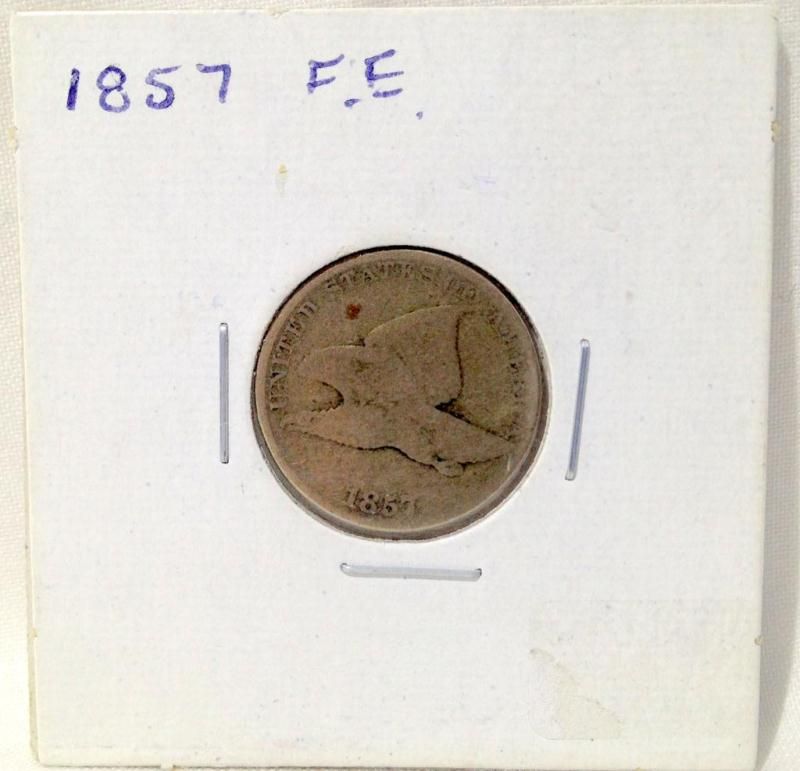 1857 F.E.
UNITED STATES OF AMERICA
1857